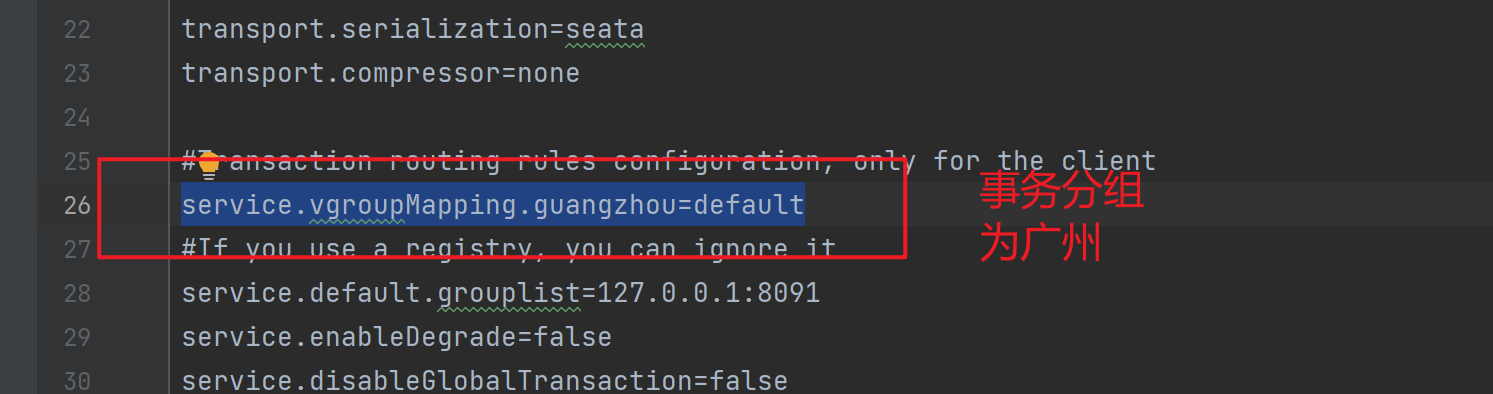 22 transport.serialization=seata
23 transport.compressor=none
24
25 #Transaction routing rules configuration, only for the client
26 service.vgroupMapping.guangzhou=default
27 #If you use a registry, you can ignore it
28 service.default.grouplist=127.0.0.1:8091
29 service.enableDegrade=false
30 service.disableGlobalTransaction=false
事务分组
为广州